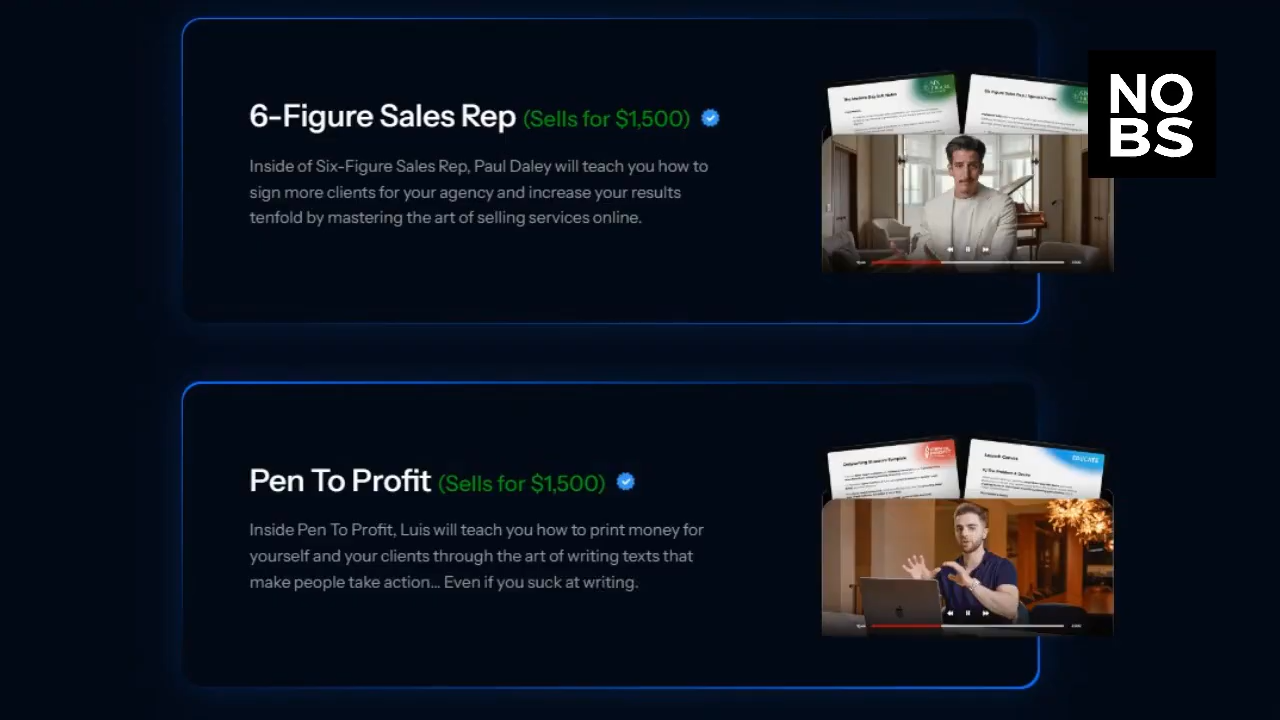 6-Figure Sales Rep (Sells for $1,500)
Inside of Six-Figure Sales Rep, Paul Daley will teach you how to
sign more clients for your agency and increase your results
tenfold by mastering the art of selling services online.
NO
BS
Pen To Profit (Sells for $1,500)
Inside Pen To Profit, Luis will teach you how to print money for
yourself and your clients through the art of writing texts that
make people take action... Even if you suck at writing.
EDUCATE